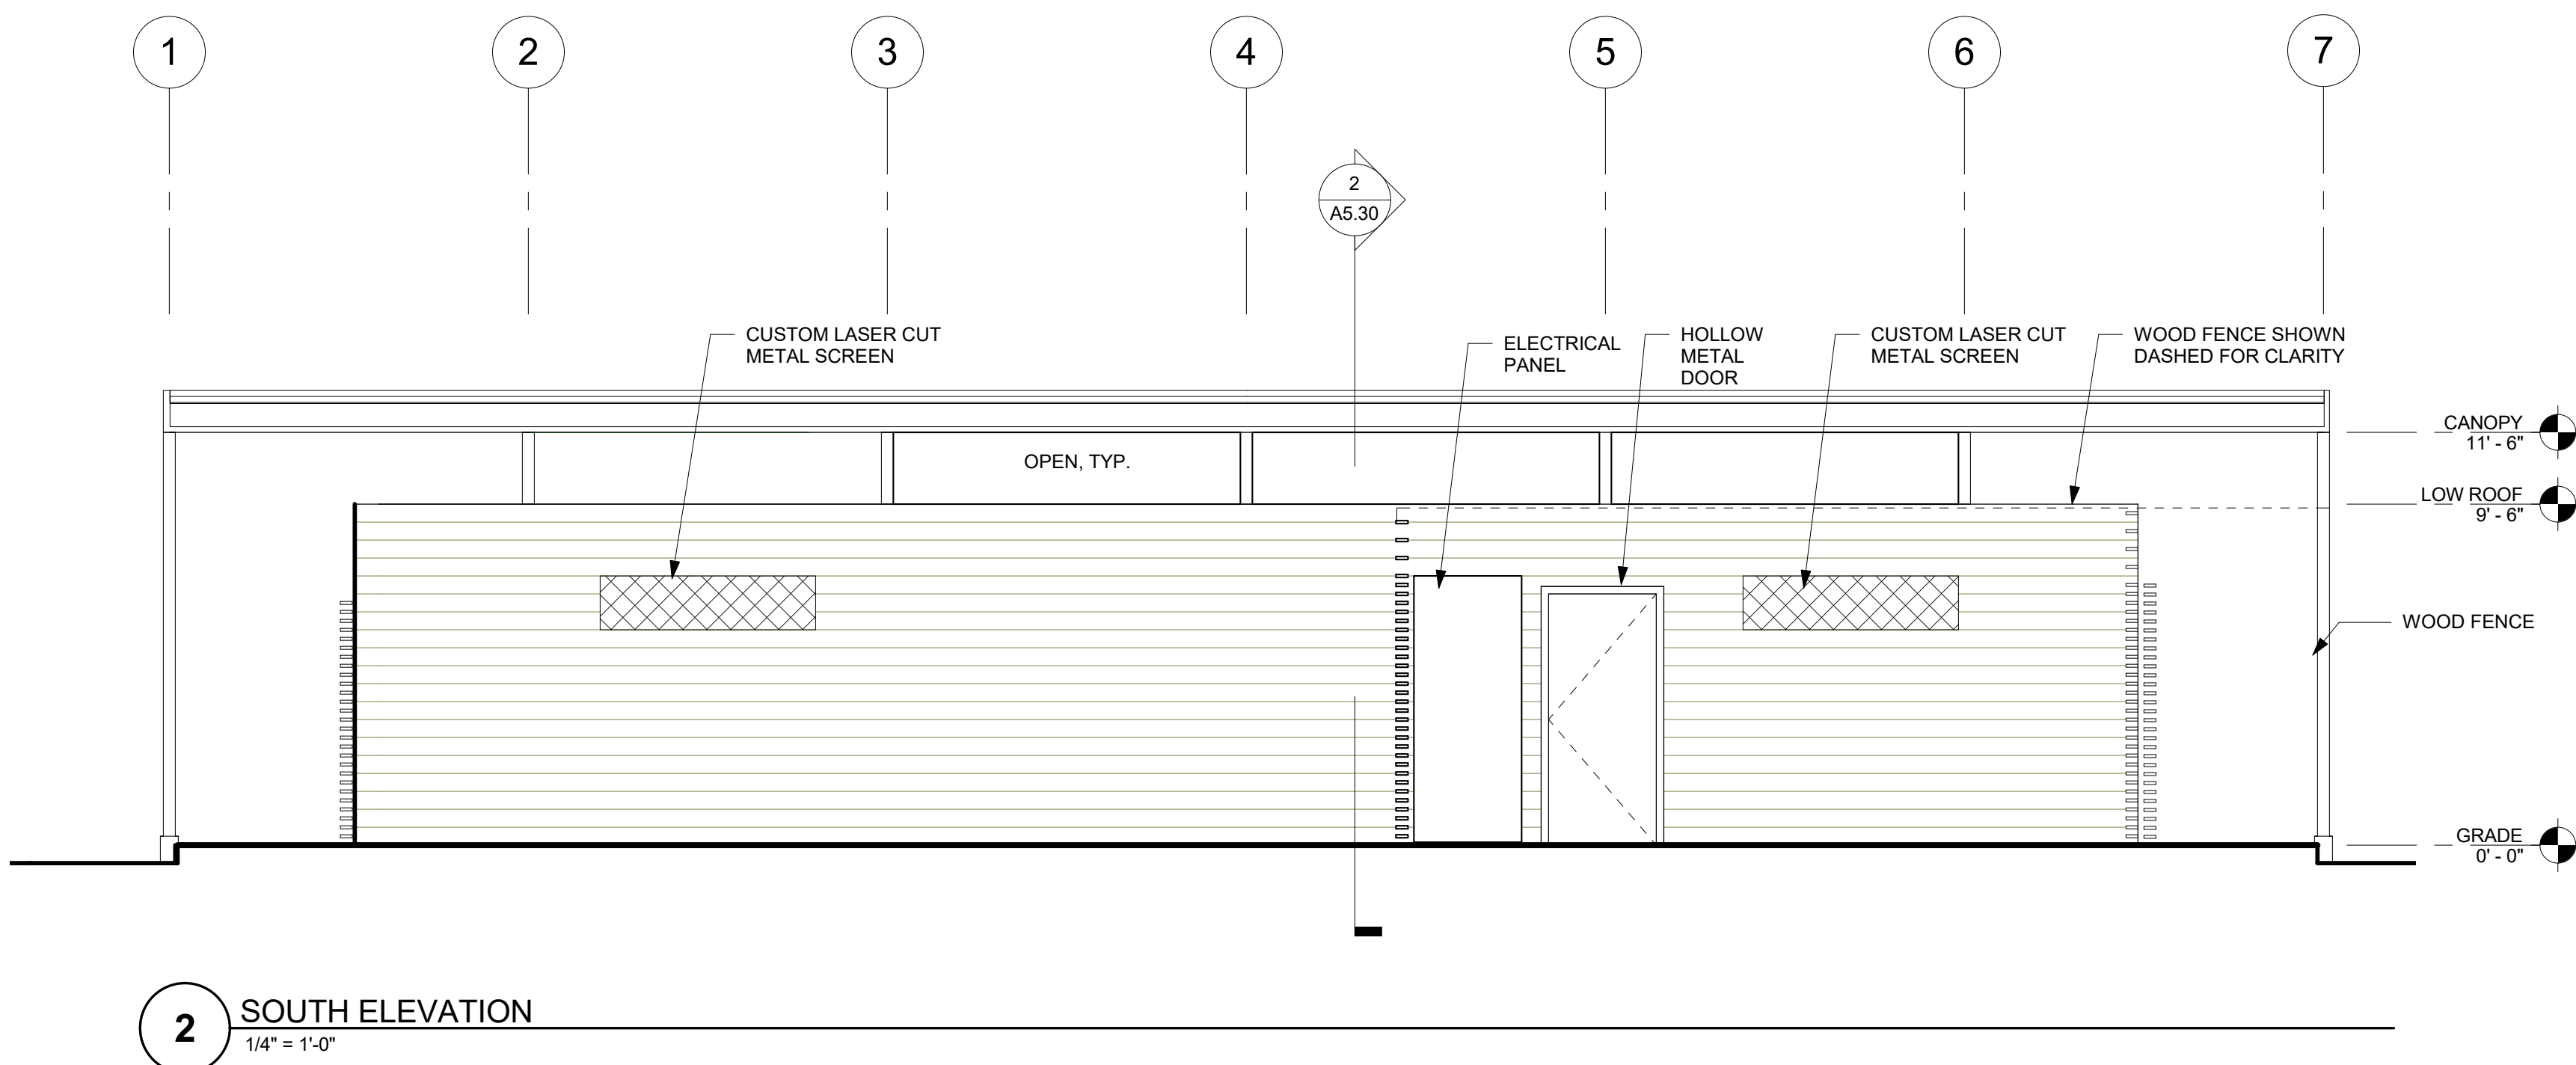 1 2 3 4 5 6 7
2
A5.30
CUSTOM LASER CUT
METAL SCREEN
ELECTRICAL
PANEL
HOLLOW
METAL
DOOR
CUSTOM LASER CUT
METAL SCREEN
WOOD FENCE SHOWN
DASHED FOR CLARITY
CANOPY
11' - 6"
OPEN, TYP.
LOW ROOF
9' - 6"
WOOD FENCE
GRADE
0' - 0"
2
SOUTH ELEVATION
1/4" = 1'-0"